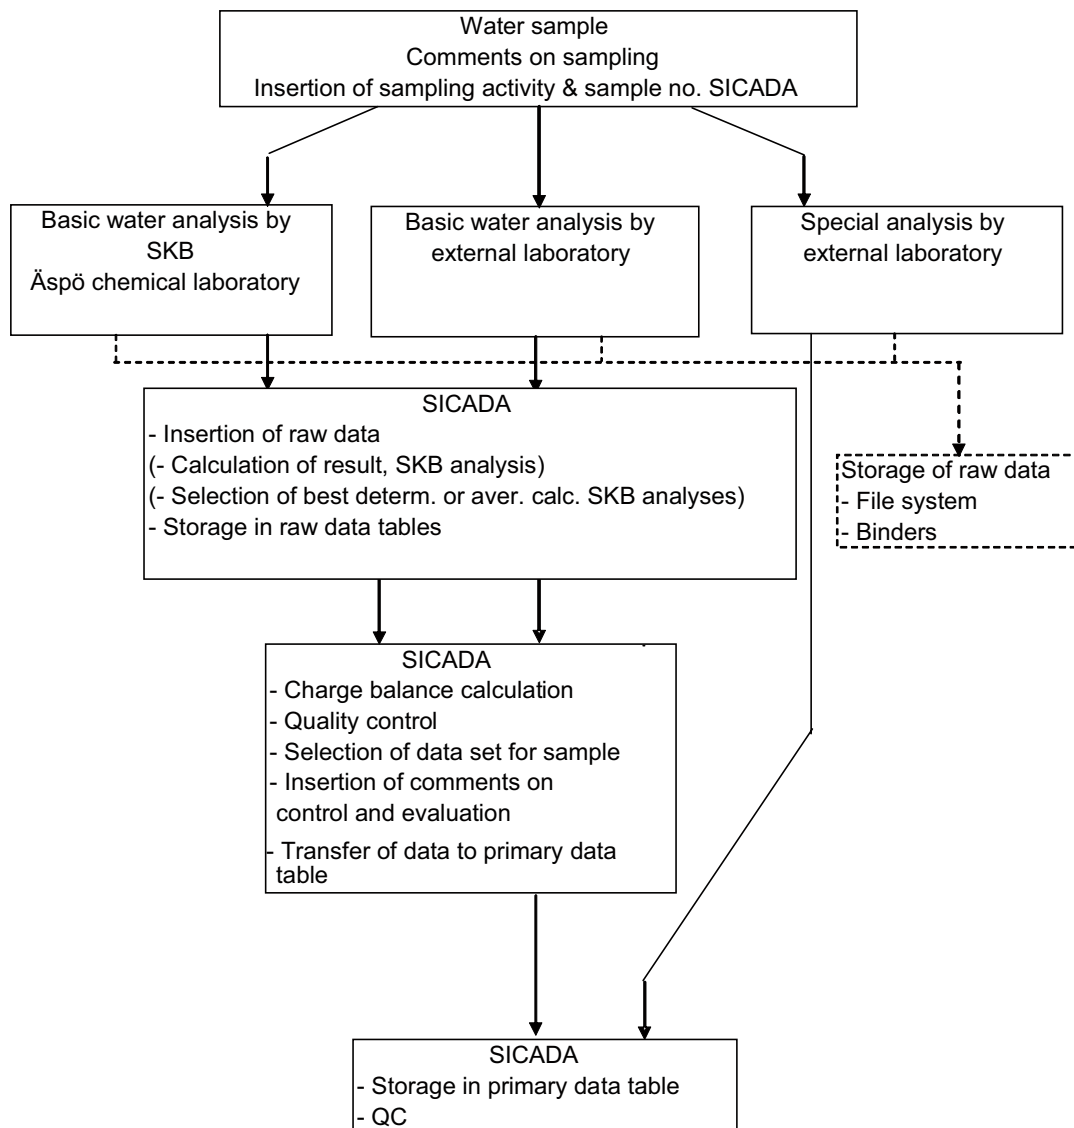 Water sample
Comments on sampling
Insertion of sampling activity & sample no. SICADA
Basic water analysis by
SKB
Äspö chemical laboratory
Basic water analysis by
external laboratory
Special analysis by
external laboratory
SICADA
- Insertion of raw data
(- Calculation of result, SKB analysis)
(- Selection of best determ. or aver. calc. SKB analyses)
- Storage in raw data tables
Storage of raw data
- File system
- Binders
SICADA
- Charge balance calculation
- Quality control
- Selection of data set for sample
- Insertion of comments on
control and evaluation
- Transfer of data to primary data
table
SICADA
- Storage in primary data table
- QC